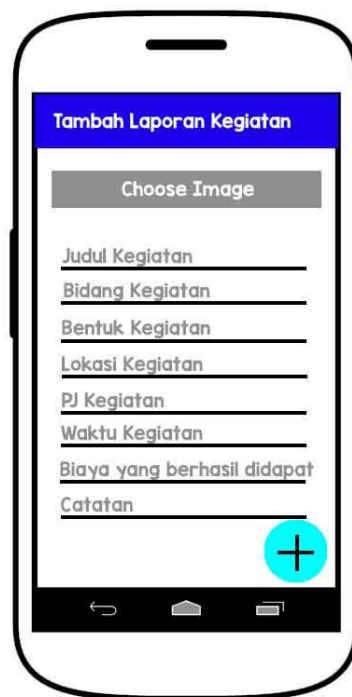 Tambah Laporan Kegiatan
Choose Image
Judul Kegiatan
Bidang Kegiatan
Bentuk Kegiatan
Lokasi Kegiatan
PJ Kegiatan
Waktu Kegiatan
Biaya yang berhasil didapat
Catatan